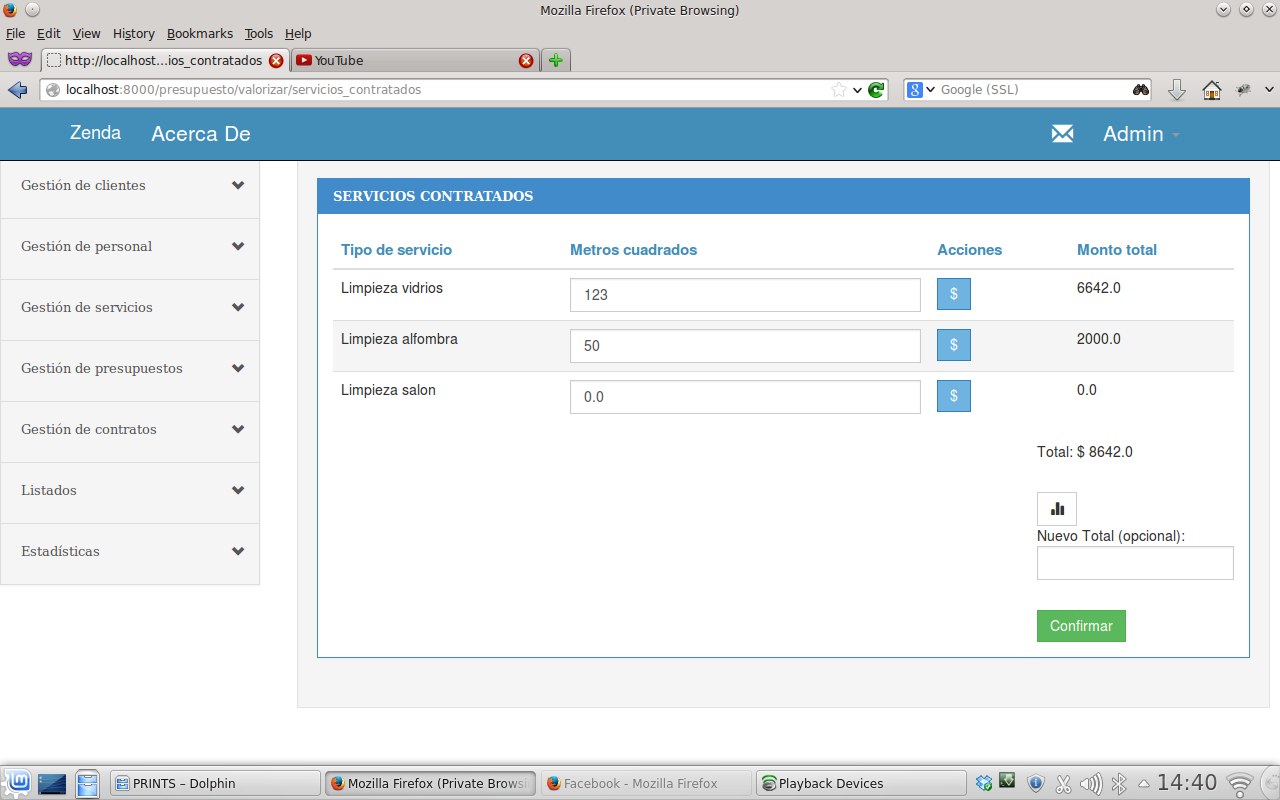 Mozilla Firefox (Private Browsing)
File Edit View History Bookmarks Tools Help
http://localhost...ios_contratados YouTube
localhost:8000/presupuesto/valorizar/servicios_contratados Google (SSL)
Zenda Acerca De Admin
Gestión de clientes
Gestión de personal
Gestión de servicios
Gestión de presupuestos
Gestión de contratos
Listados
Estadísticas
SERVICIOS CONTRATADOS
Tipo de servicio Metros cuadrados Acciones Monto total
Limpieza vidrios 123 $ 6642.0
Limpieza alfombra 50 $ 2000.0
Limpieza salon 0.0 $ 0.0
Total: $ 8642.0
Nuevo Total (opcional):
Confirmar
PRINTS – Dolphin Mozilla Firefox (Private Brows Facebook - Mozilla Firefox Playback Devices 14:40